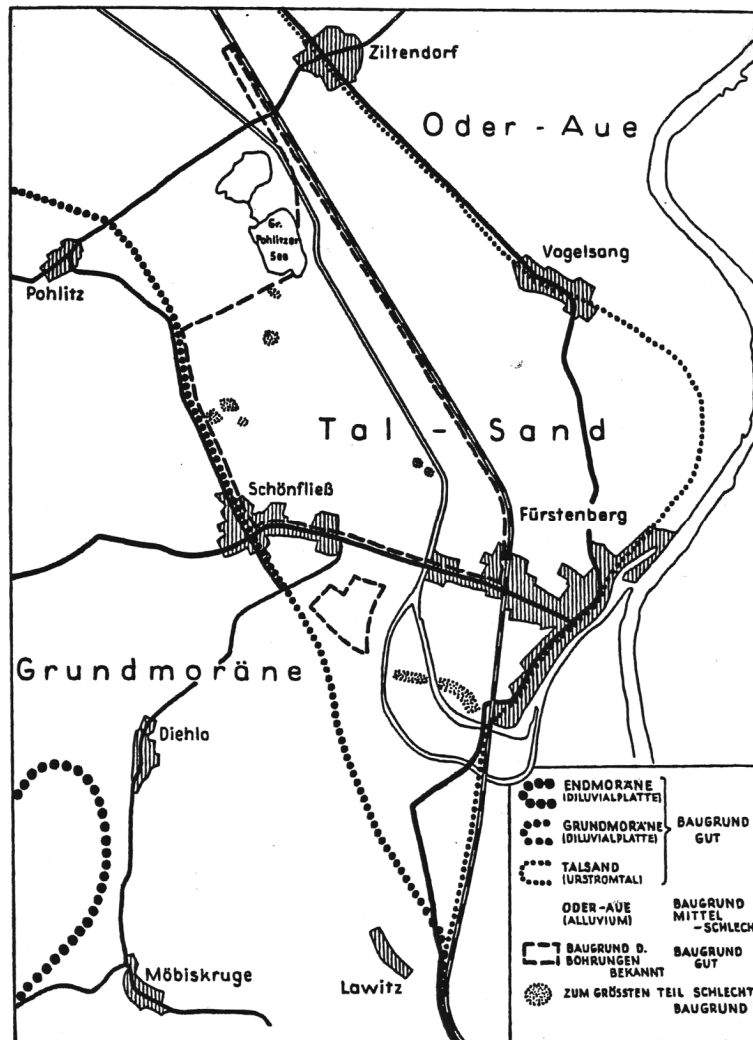 Ziltendorf
Oder-Aue
Gr.
Pohlitzer
See
Vogelsang
Pohlitz
Tal-Sand
Schönfließ
Fürstenberg
Grundmoräne
Diehlo
Möbiskruge
Lawitz
ENDMORÄNE
(DILUVIALPLATTE)
GRUNDMORÄNE
(DILUVIALPLATTE)
BAUGRUND
GUT
TALSAND
(URSTROMTAL)
ODER-AUE
(ALLUVIUM)
BAUGRUND
MITTEL
-SCHLECH
BAUGRUND D.
BOHRUNGEN
BEKANNT
BAUGRUND
GUT
ZUM GRÖSSTEN TEIL SCHLECHT
BAUGRUND